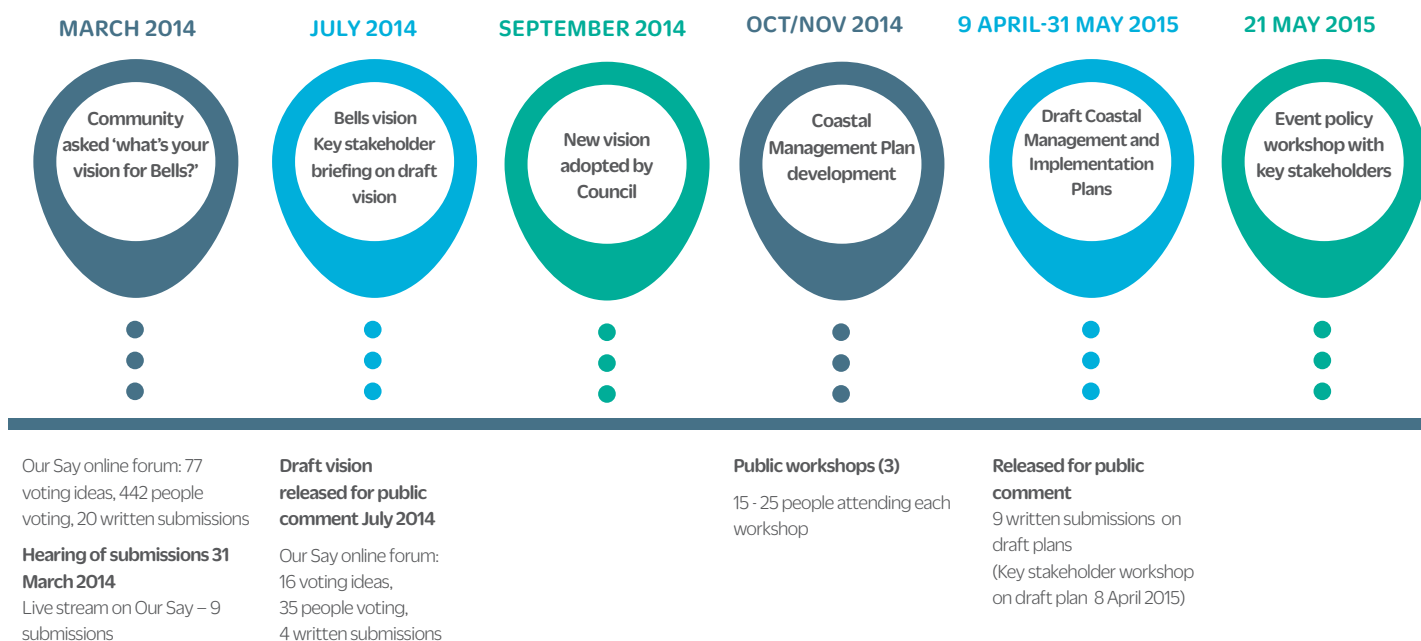 MARCH 2014
Community
asked ‘what’s your
vision for Bells?’
JULY 2014
Bells vision
Key stakeholder
briefing on draft
vision
SEPTEMBER 2014
New vision
adopted by
Council
OCT/NOV 2014
Coastal
Management Plan
development
9 APRIL-31 MAY 2015
Draft Coastal
Management and
Implementation
Plans
21 MAY 2015
Event policy
workshop with
key stakeholders
Our Say online forum: 77
voting ideas, 442 people
voting, 20 written submissions
Hearing of submissions 31
March 2014
Live stream on Our Say – 9
submissions
Draft vision
released for public
comment July 2014
Our Say online forum:
16 voting ideas,
35 people voting,
4 written submissions
Public workshops (3)
15 - 25 people attending each
workshop
Released for public
comment
9 written submissions on
draft plans
(Key stakeholder workshop
on draft plan 8 April 2015)